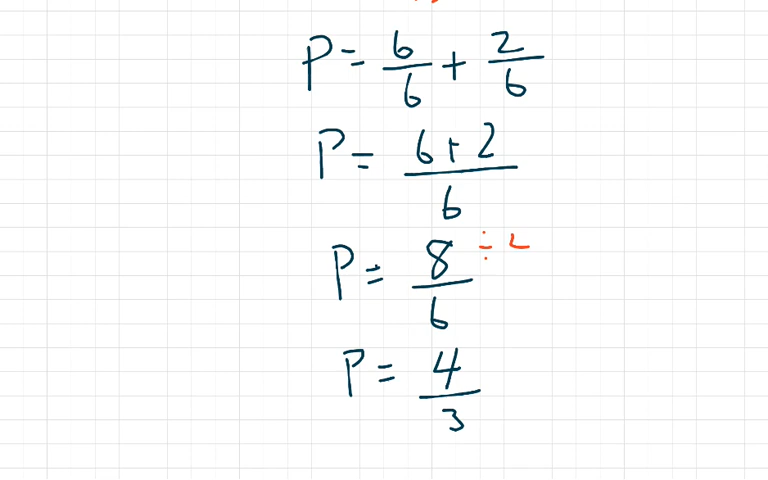 P = 6/6 + 2/6
P = (6+2)/6
P = 8/6 ÷ 2
P = 4/3